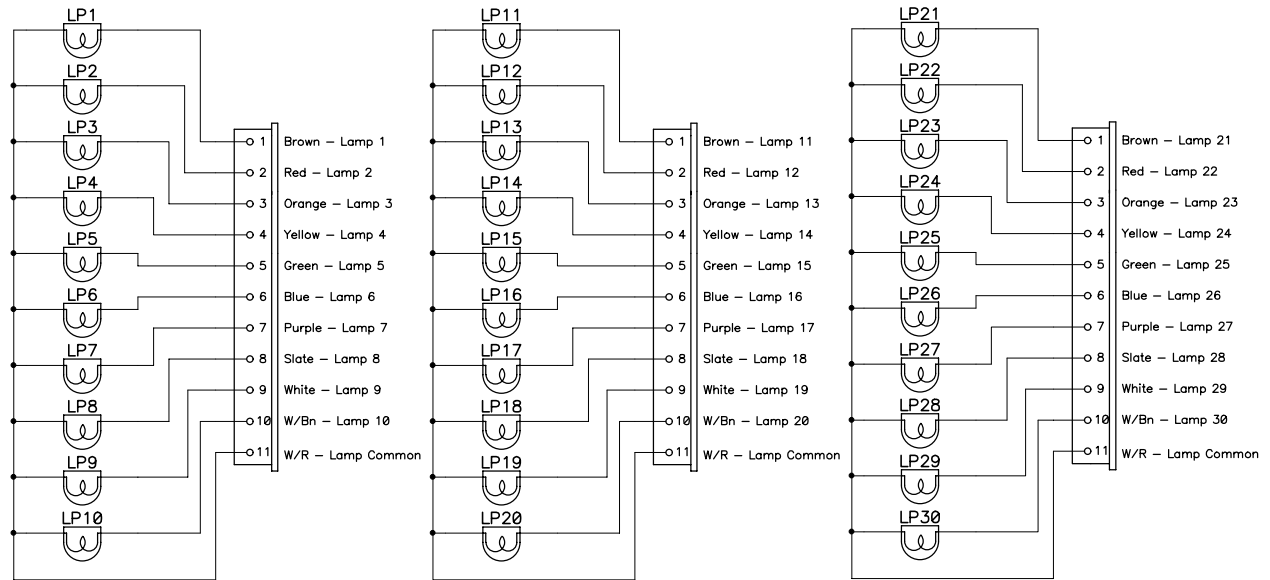 LP1
LP2
LP3
LP4
LP5
LP6
LP7
LP8
LP9
LP10
1 Brown – Lamp 1
2 Red – Lamp 2
3 Orange – Lamp 3
4 Yellow – Lamp 4
5 Green – Lamp 5
6 Blue – Lamp 6
7 Purple – Lamp 7
8 Slate – Lamp 8
9 White – Lamp 9
10 W/Bn – Lamp 10
11 W/R – Lamp Common
LP11
LP12
LP13
LP14
LP15
LP16
LP17
LP18
LP19
LP20
1 Brown – Lamp 11
2 Red – Lamp 12
3 Orange – Lamp 13
4 Yellow – Lamp 14
5 Green – Lamp 15
6 Blue – Lamp 16
7 Purple – Lamp 17
8 Slate – Lamp 18
9 White – Lamp 19
10 W/Bn – Lamp 20
11 W/R – Lamp Common
LP21
LP22
LP23
LP24
LP25
LP26
LP27
LP28
LP29
LP30
1 Brown – Lamp 21
2 Red – Lamp 22
3 Orange – Lamp 23
4 Yellow – Lamp 24
5 Green – Lamp 25
6 Blue – Lamp 26
7 Purple – Lamp 27
8 Slate – Lamp 28
9 White – Lamp 29
10 W/Bn – Lamp 30
11 W/R – Lamp Common